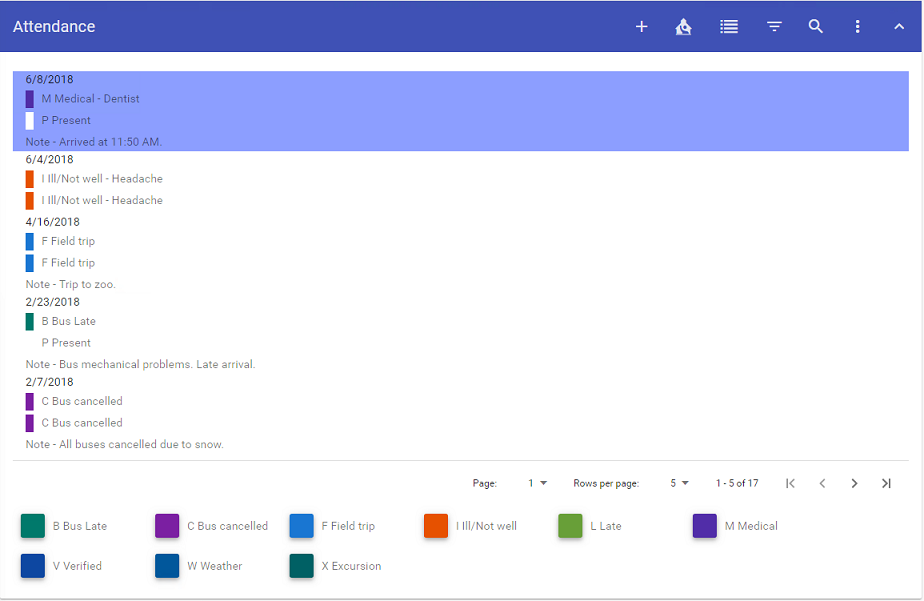 Attendance
6/8/2018
M Medical - Dentist
P Present
Note - Arrived at 11:50 AM.
6/4/2018
I Ill/Not well - Headache
I Ill/Not well - Headache
4/16/2018
F Field trip
F Field trip
Note - Trip to zoo.
2/23/2018
B Bus Late
P Present
Note - Bus mechanical problems. Late arrival.
2/7/2018
C Bus cancelled
C Bus cancelled
Note - All buses cancelled due to snow.
Page: 1 Rows per page: 5 1 - 5 of 17
B Bus Late C Bus cancelled F Field trip I Ill/Not well L Late M Medical
V Verified W Weather X Excursion